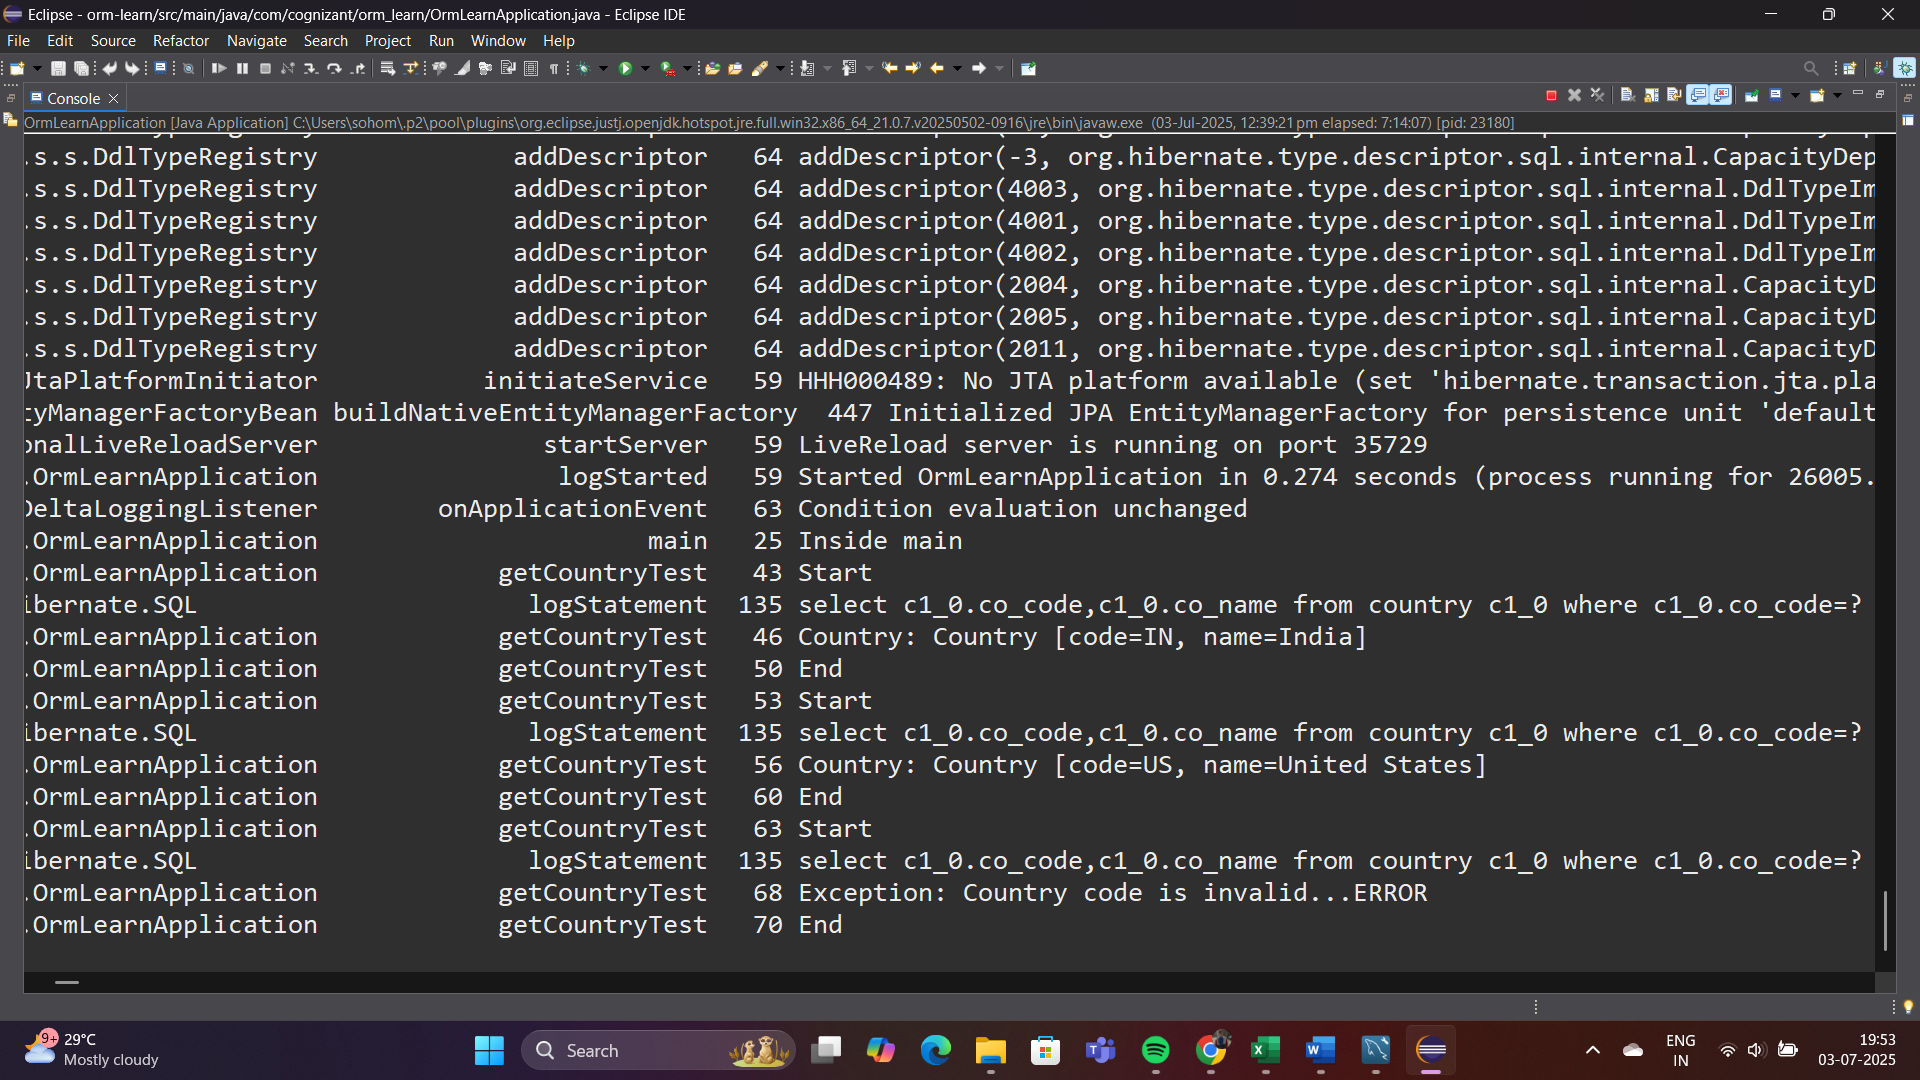 Eclipse - orm-learn/src/main/java/com/cognizant/orm_learn/OrmLearnApplication.java - Eclipse IDE
File Edit Source Refactor Navigate Search Project Run Window Help
Console
OrmLearnApplication [Java Application] C:\Users\sohom\.p2\pool\plugins\org.eclipse.justj.openjdk.hotspot.jre.full.win32.x86_64_21.0.7.v20250502-0916\jre\bin\javaw.exe (03-Jul-2025, 12:39:21 pm elapsed: 7:14:07) [pid: 23180]
.s.s.DdlTypeRegistry addDescriptor 64 addDescriptor(-3, org.hibernate.type.descriptor.sql.internal.CapacityDep
.s.s.DdlTypeRegistry addDescriptor 64 addDescriptor(4003, org.hibernate.type.descriptor.sql.internal.DdlTypeIm
.s.s.DdlTypeRegistry addDescriptor 64 addDescriptor(4001, org.hibernate.type.descriptor.sql.internal.DdlTypeIm
.s.s.DdlTypeRegistry addDescriptor 64 addDescriptor(4002, org.hibernate.type.descriptor.sql.internal.DdlTypeIm
.s.s.DdlTypeRegistry addDescriptor 64 addDescriptor(2004, org.hibernate.type.descriptor.sql.internal.CapacityD
.s.s.DdlTypeRegistry addDescriptor 64 addDescriptor(2005, org.hibernate.type.descriptor.sql.internal.CapacityD
.s.s.DdlTypeRegistry addDescriptor 64 addDescriptor(2011, org.hibernate.type.descriptor.sql.internal.CapacityD
JtaPlatformInitiator initiateService 59 HHH000489: No JTA platform available (set 'hibernate.transaction.jta.pla
tyManagerFactoryBean buildNativeEntityManagerFactory 447 Initialized JPA EntityManagerFactory for persistence unit 'default
onalLiveReloadServer startServer 59 LiveReload server is running on port 35729
.OrmLearnApplication logStarted 59 Started OrmLearnApplication in 0.274 seconds (process running for 26005.
DeltaLoggingListener onApplicationEvent 63 Condition evaluation unchanged
.OrmLearnApplication main 25 Inside main
.OrmLearnApplication getCountryTest 43 Start
ibernate.SQL logStatement 135 select c1_0.co_code,c1_0.co_name from country c1_0 where c1_0.co_code=?
.OrmLearnApplication getCountryTest 46 Country: Country [code=IN, name=India]
.OrmLearnApplication getCountryTest 50 End
.OrmLearnApplication getCountryTest 53 Start
ibernate.SQL logStatement 135 select c1_0.co_code,c1_0.co_name from country c1_0 where c1_0.co_code=?
.OrmLearnApplication getCountryTest 56 Country: Country [code=US, name=United States]
.OrmLearnApplication getCountryTest 60 End
.OrmLearnApplication getCountryTest 63 Start
ibernate.SQL logStatement 135 select c1_0.co_code,c1_0.co_name from country c1_0 where c1_0.co_code=?
.OrmLearnApplication getCountryTest 68 Exception: Country code is invalid...ERROR
.OrmLearnApplication getCountryTest 70 End
9+ 29°C
Mostly cloudy
Search
ENG
IN
19:53
03-07-2025